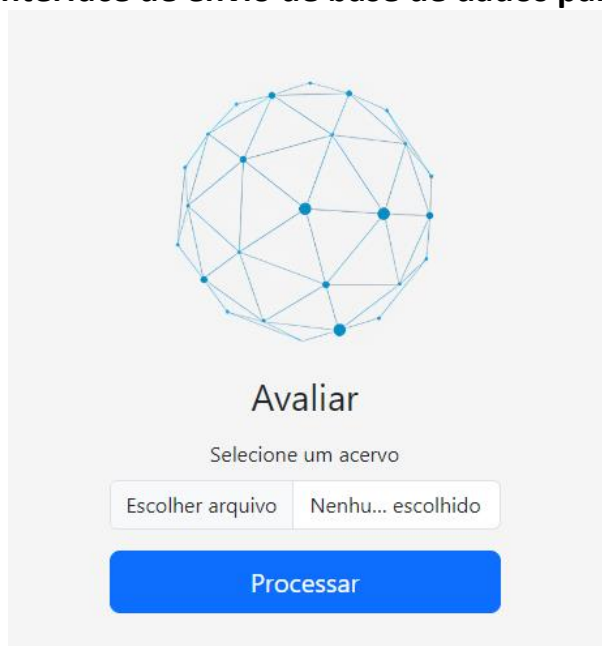 de envio de base de dados
Avaliar
Selecione um acervo
Escolher arquivo Nenhu... escolhido
Processar